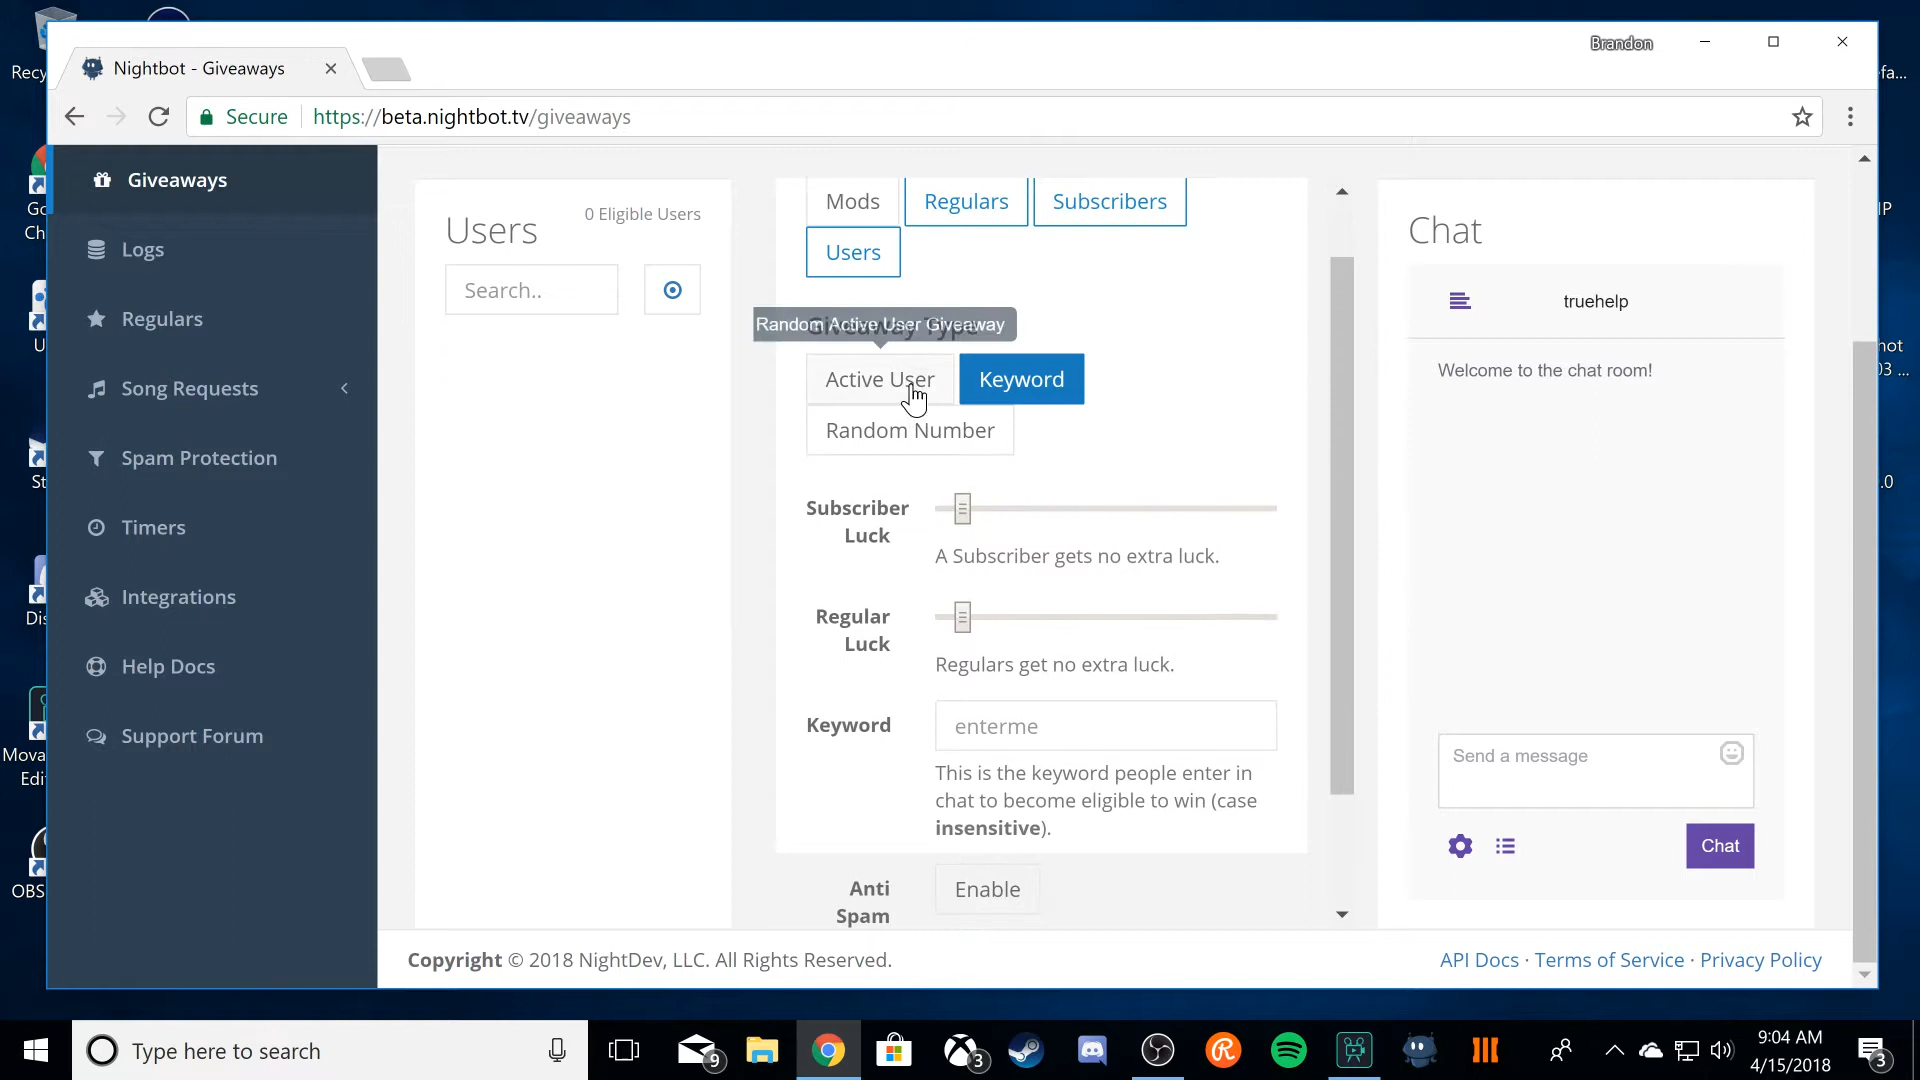 Brandon
Nightbot - Giveaways
Secure https://beta.nightbot.tv/giveaways
Giveaways
Logs
Regulars
Song Requests
Spam Protection
Timers
Integrations
Help Docs
Support Forum
Users
0 Eligible Users
Search..
Mods Regulars Subscribers
Users
Random Active User Giveaway
Giveaway Type
Active User Keyword
Random Number
Subscriber
Luck
A Subscriber gets no extra luck.
Regular
Luck
Regulars get no extra luck.
Keyword
enterme
This is the keyword people enter in
chat to become eligible to win (case
insensitive).
Anti
Spam
Enable
Chat
truehelp
Welcome to the chat room!
Send a message
Chat
Copyright © 2018 NightDev, LLC. All Rights Reserved.
API Docs · Terms of Service · Privacy Policy
Type here to search
9
3
9:04 AM
4/15/2018
3